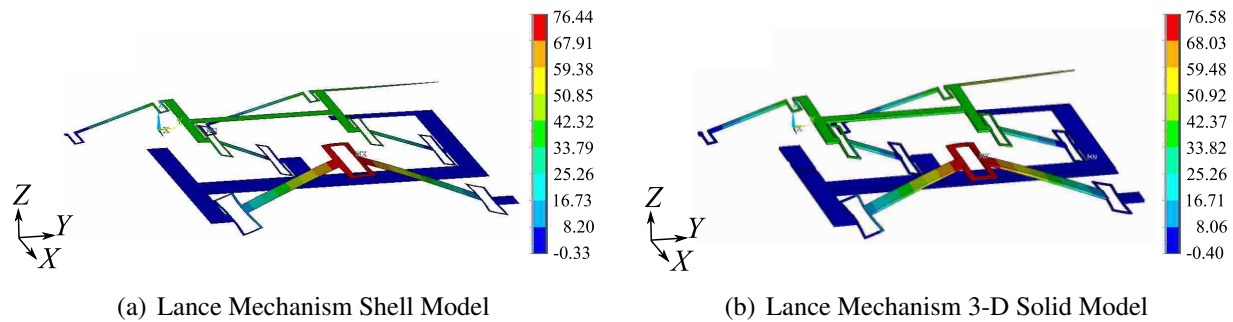 76.44
67.91
59.38
50.85
42.32
33.79
25.26
16.73
8.20
-0.33
Z
Y
X
(a) Lance Mechanism Shell Model
76.58
68.03
59.48
50.92
42.37
33.82
25.26
16.71
8.06
-0.40
Z
Y
X
(b) Lance Mechanism 3-D Solid Model